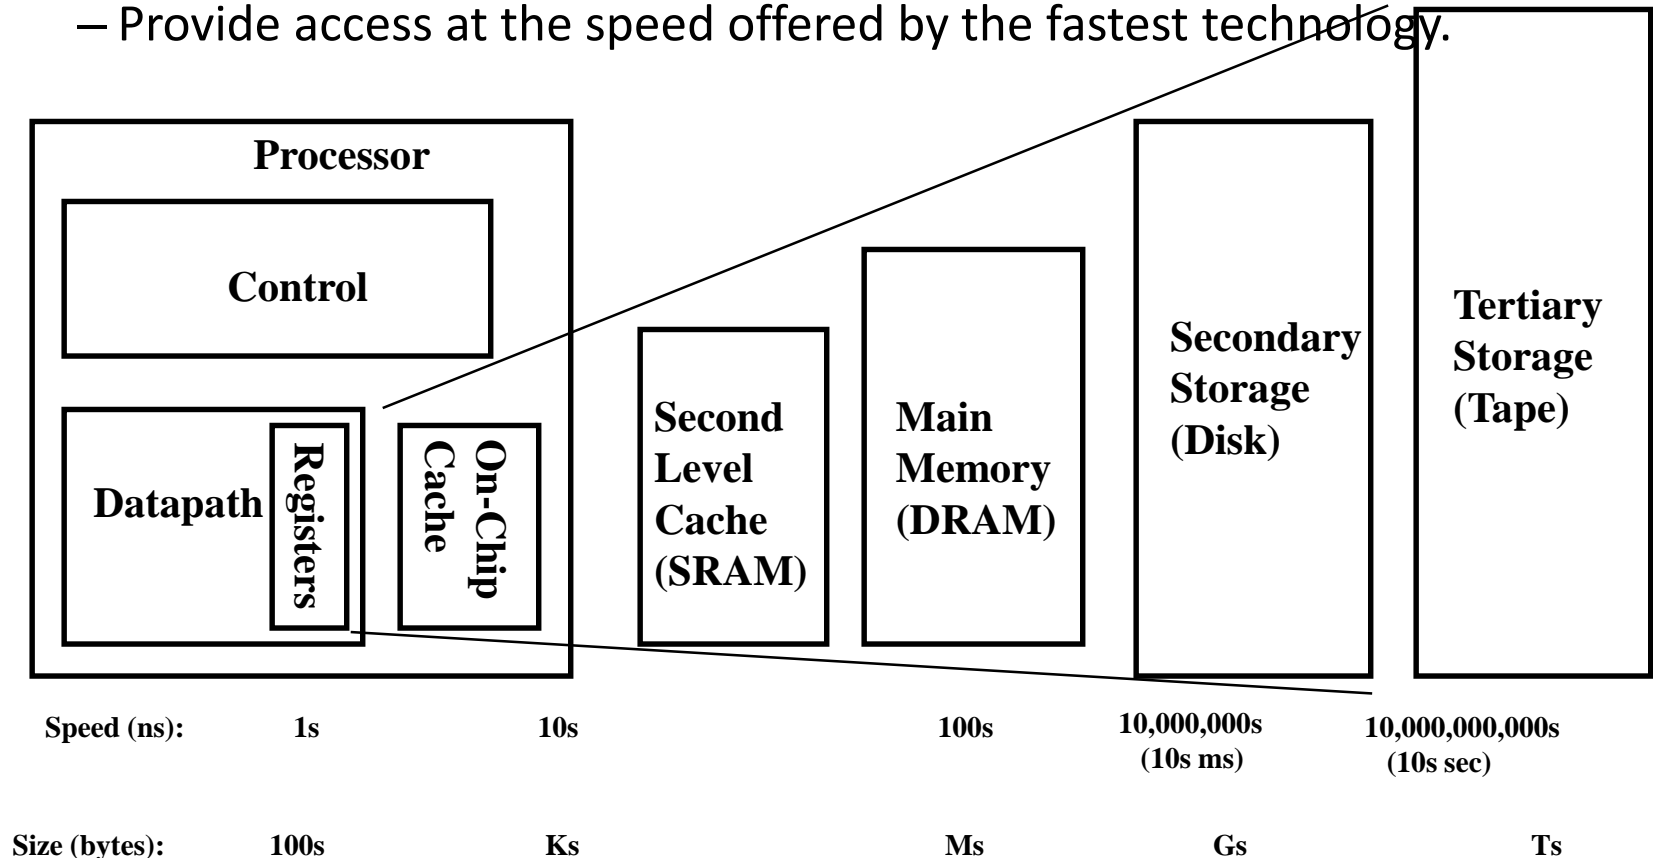 – Provide access at the speed offered by the fastest technology.
Processor
Control
Datapath
Registers
On-Chip
Cache
Second
Level
Cache
(SRAM)
Main
Memory
(DRAM)
Secondary
Storage
(Disk)
Tertiary
Storage
(Tape)
Speed (ns): 1s 10s 100s 10,000,000s 10,000,000,000s
(10s ms) (10s sec)
Size (bytes): 100s Ks Ms Gs Ts